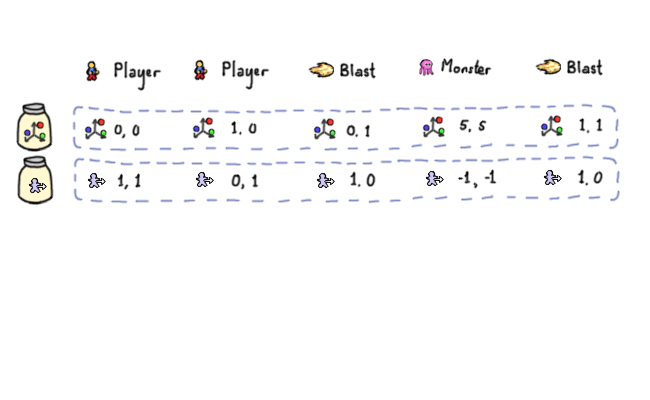 Player Player Blast Monster Blast
0, 0 1, 0 0, 1 5, 5 1, 1
1, 1 0, 1 1, 0 -1, -1 1, 0